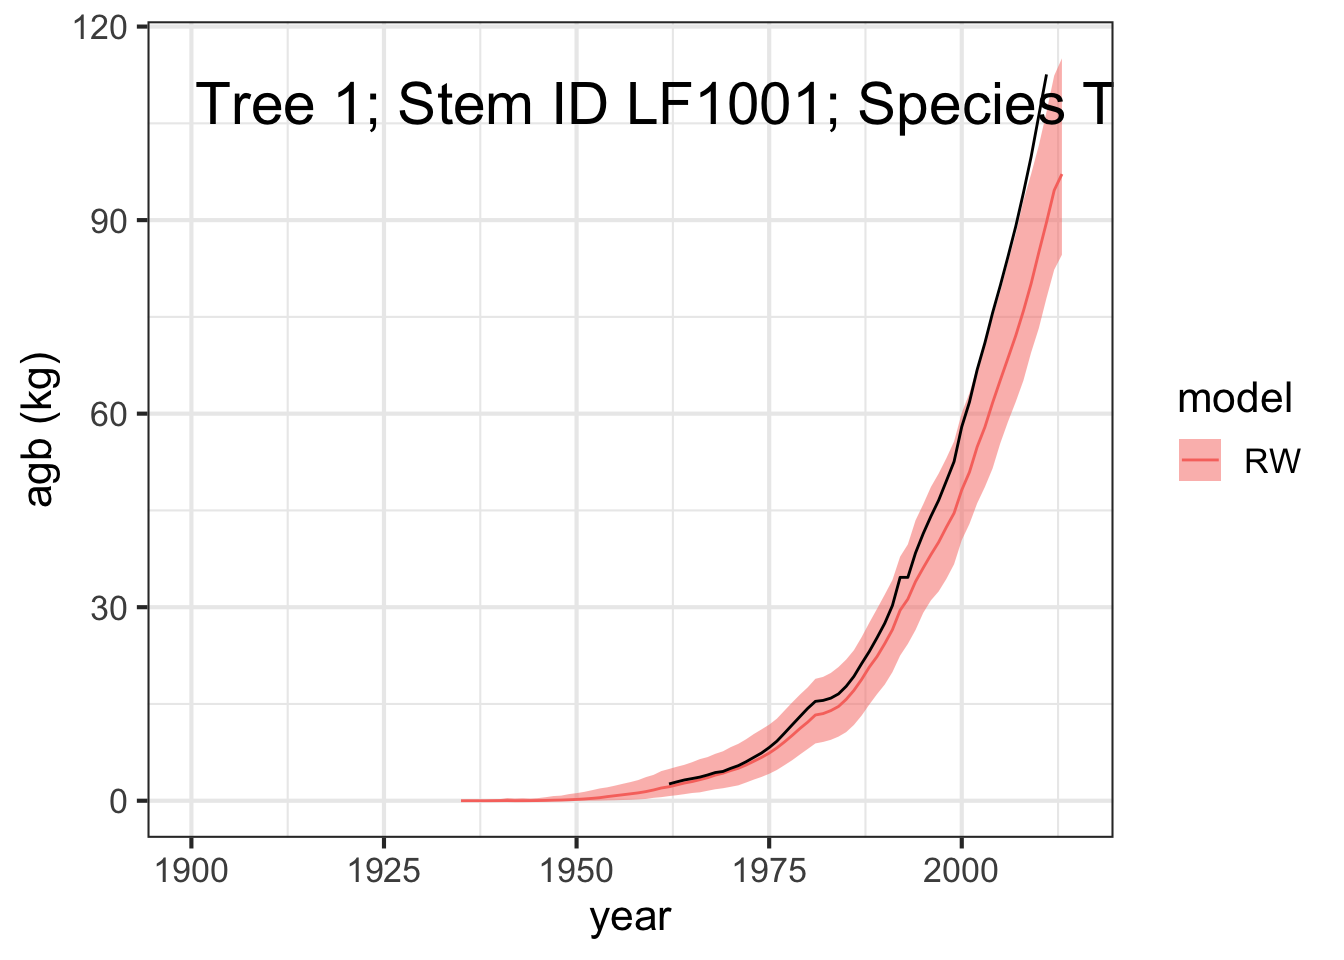 120
Tree 1; Stem ID LF1001; Species T
90
60
30
0
agb (kg)
1900 1925 1950 1975 2000
year
model
RW